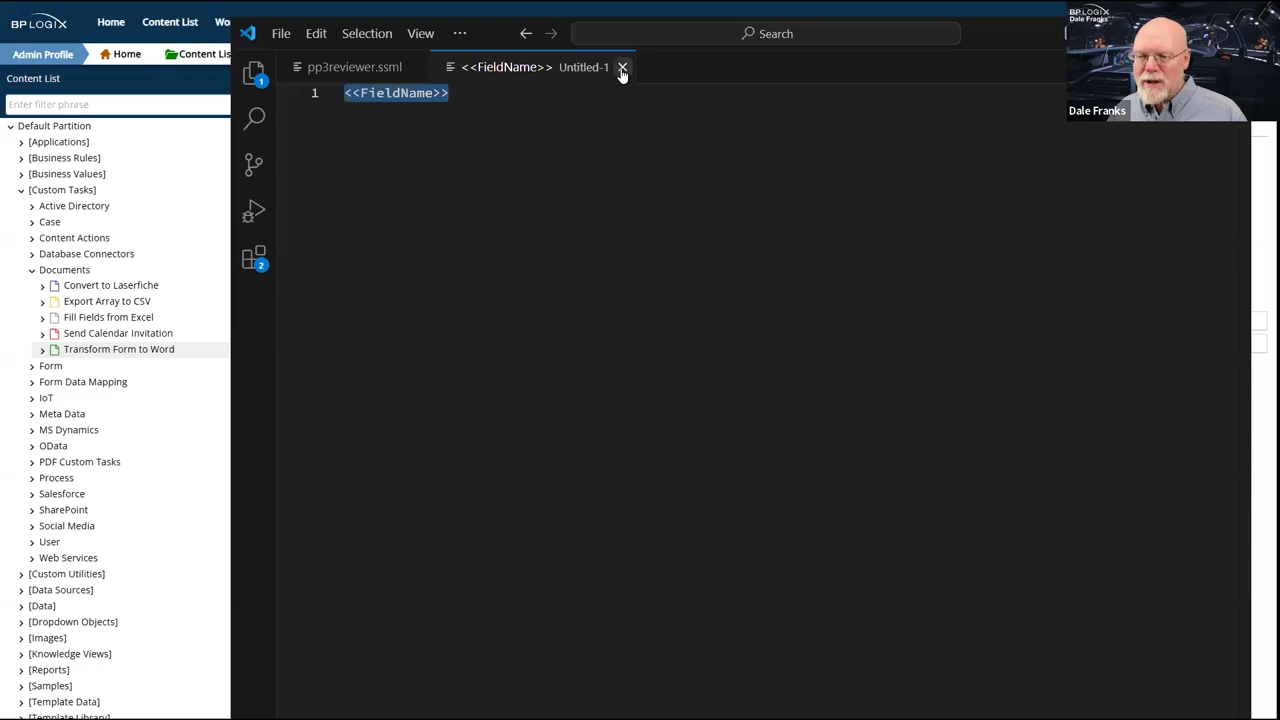 BP LOGIX
Home
Content List
Wo
Admin Profile
Home
Content Lis
Content List
Enter filter phrase
Default Partition
[Applications]
[Business Rules]
[Business Values]
[Custom Tasks]
Active Directory
Case
Content Actions
Database Connectors
Documents
Convert to Laserfiche
Export Array to CSV
Fill Fields from Excel
Send Calendar Invitation
Transform Form to Word
Form
Form Data Mapping
IoT
Meta Data
MS Dynamics
OData
PDF Custom Tasks
Process
Salesforce
SharePoint
Social Media
User
Web Services
[Custom Utilities]
[Data Sources]
[Data]
[Dropdown Objects]
[Images]
[Knowledge Views]
[Reports]
[Samples]
[Template Data]
[Template Library]
File Edit Selection View ···
Search
pp3reviewer.ssml
<<FieldName>> Untitled-1
1 <<FieldName>>
1
2
BP LOGIX
Dale Franks
Dale Franks